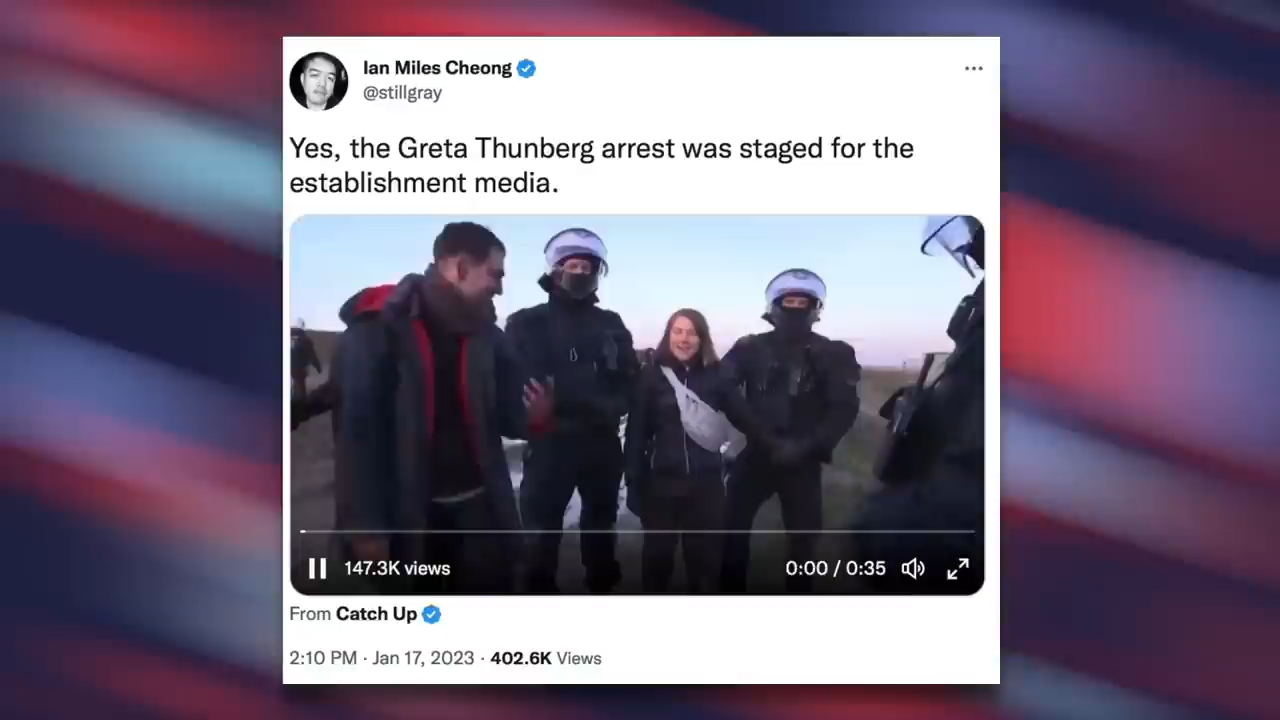 Ian Miles Cheong
@stillgray
Yes, the Greta Thunberg arrest was staged for the
establishment media.
147.3K views
0:00 / 0:35
From Catch Up
2:10 PM · Jan 17, 2023 · 402.6K Views